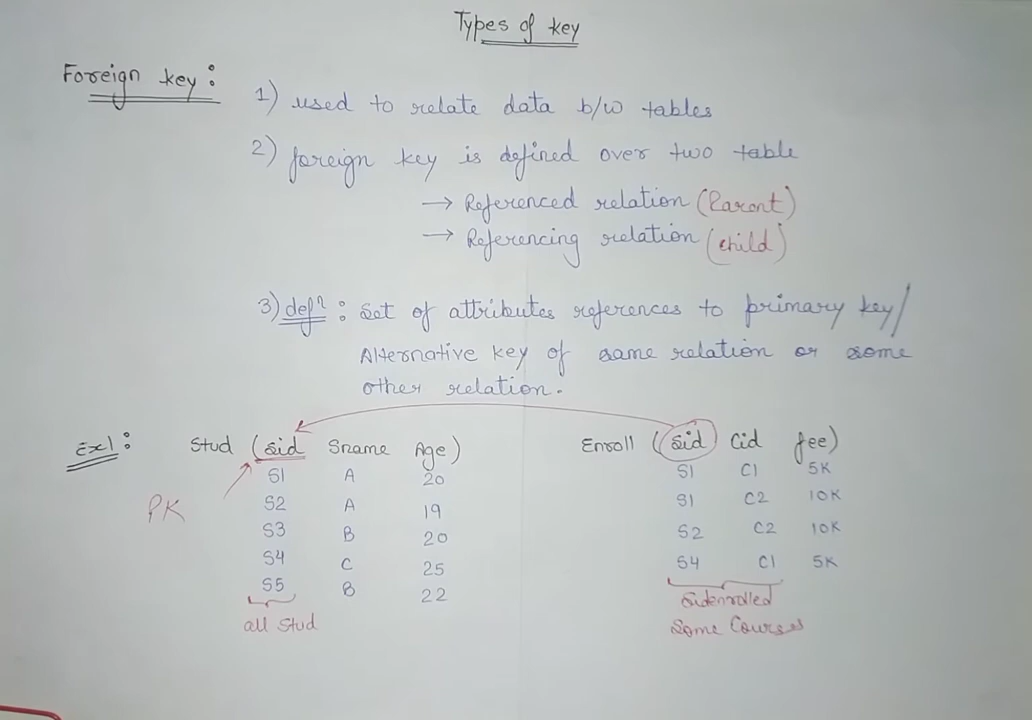 Types of key
Foreign key:
1) used to relate data b/w tables
2) foreign key is defined over two table
→ Referenced relation (Parent)
→ Referencing relation (child)
3) defn : Set of attributes references to primary key/
Alternative key of same relation or some
other relation.
Ex1: Stud (Sid Sname Age) Enroll (Sid Cid fee)
S1 A 20 S1 C1 5K
PK S2 A 19 S1 C2 10K
S3 B 20 S2 C2 10K
S4 C 25 S4 C1 5K
S5 B 22
all Stud Sid enrolled
Some Courses